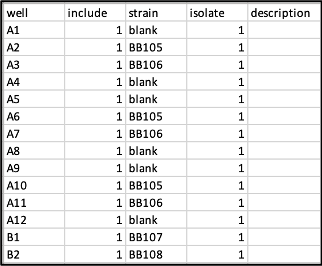 well include strain isolate description
A1 1 blank 1
A2 1 BB105 1
A3 1 BB106 1
A4 1 blank 1
A5 1 blank 1
A6 1 BB105 1
A7 1 BB106 1
A8 1 blank 1
A9 1 blank 1
A10 1 BB105 1
A11 1 BB106 1
A12 1 blank 1
B1 1 BB107 1
B2 1 BB108 1